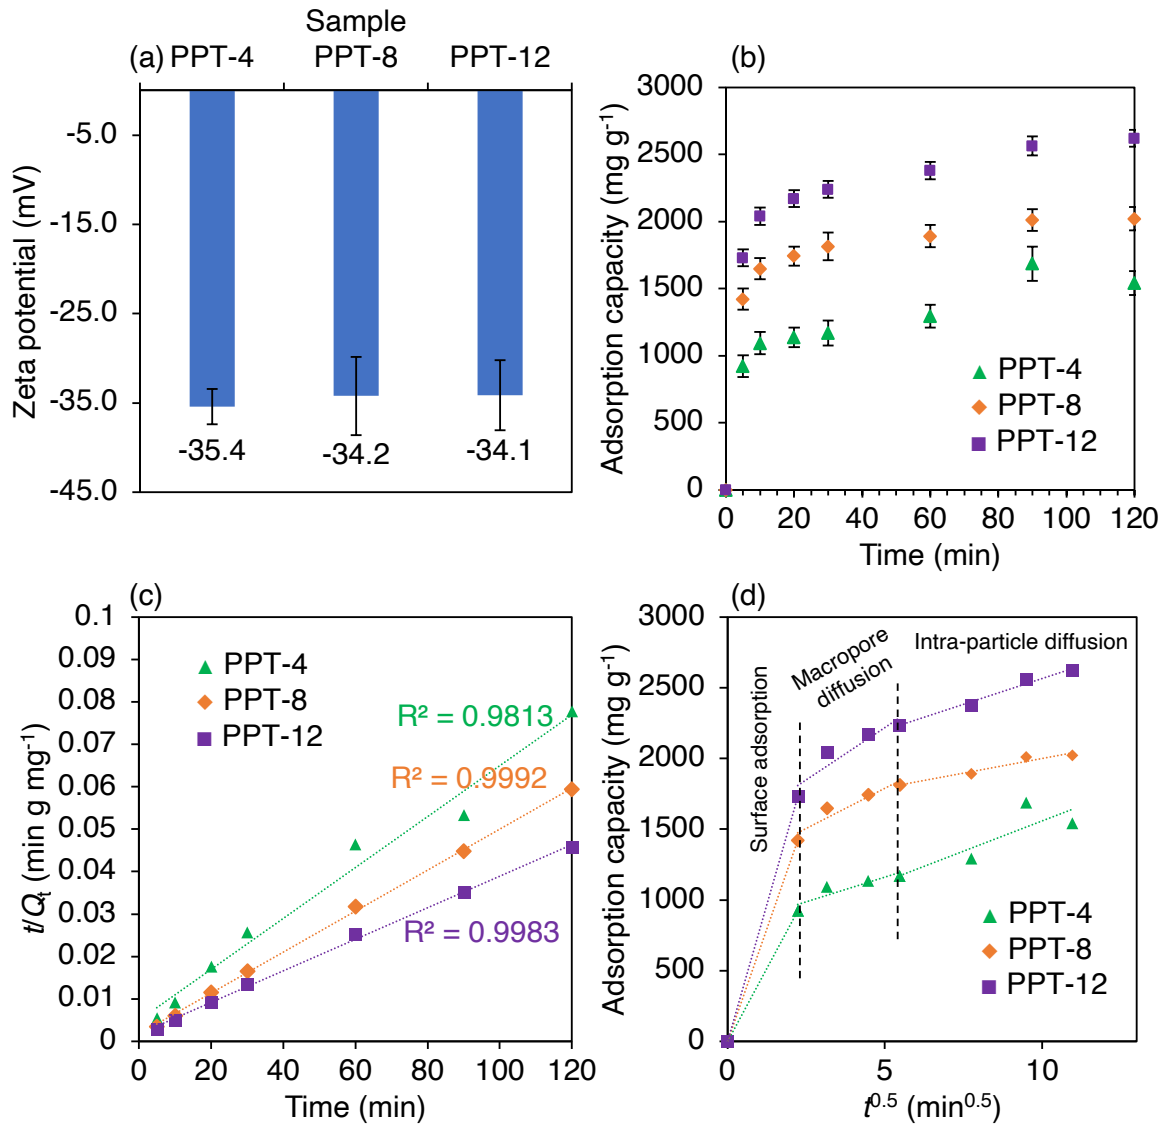 Sample
(a) PPT-4 PPT-8 PPT-12
-5.0
-15.0
-25.0
-35.0
-45.0
Zeta potential (mV)
-35.4 -34.2 -34.1
(b)
3000
2500
2000
1500
1000
500
0
Adsorption capacity (mg g⁻¹)
PPT-4
PPT-8
PPT-12
0 20 40 60 80 100 120
Time (min)
(c)
0.1
0.09
0.08
0.07
0.06
0.05
0.04
0.03
0.02
0.01
0
t/Qₜ (min g mg⁻¹)
PPT-4
PPT-8
PPT-12
R² = 0.9813
R² = 0.9992
R² = 0.9983
0 20 40 60 80 100 120
Time (min)
(d)
3000
2500
2000
1500
1000
500
0
Adsorption capacity (mg g⁻¹)
Surface adsorption
Macropore
diffusion
Intra-particle diffusion
PPT-4
PPT-8
PPT-12
0 5 10
t⁰·⁵ (min⁰·⁵)